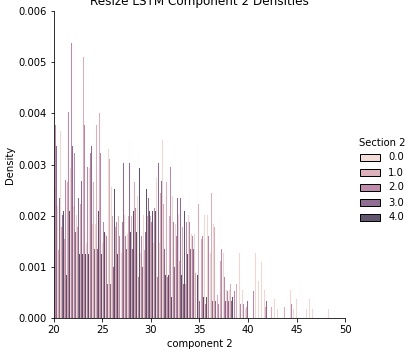 Resize LSTM Component 2 Densities
0.006
0.005
0.004
0.003
0.002
0.001
0.000
Density
20 25 30 35 40 45 50
component 2
Section 2
0.0
1.0
2.0
3.0
4.0